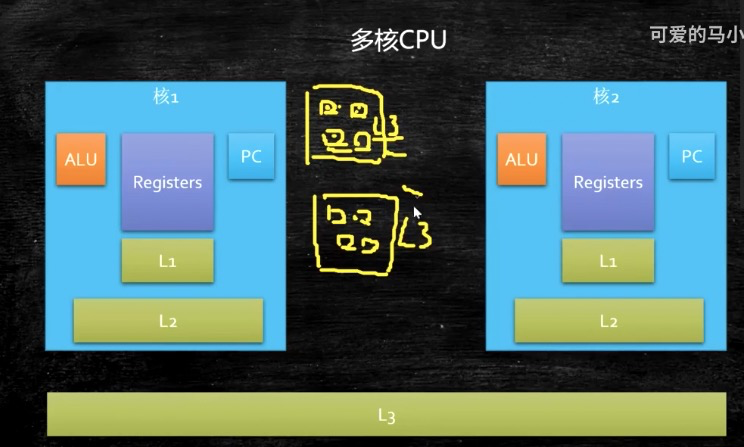 多核CPU
可爱的马小
核1
ALU
Registers
PC
L1
L2
L3
L3
核2
ALU
Registers
PC
L1
L2
L3